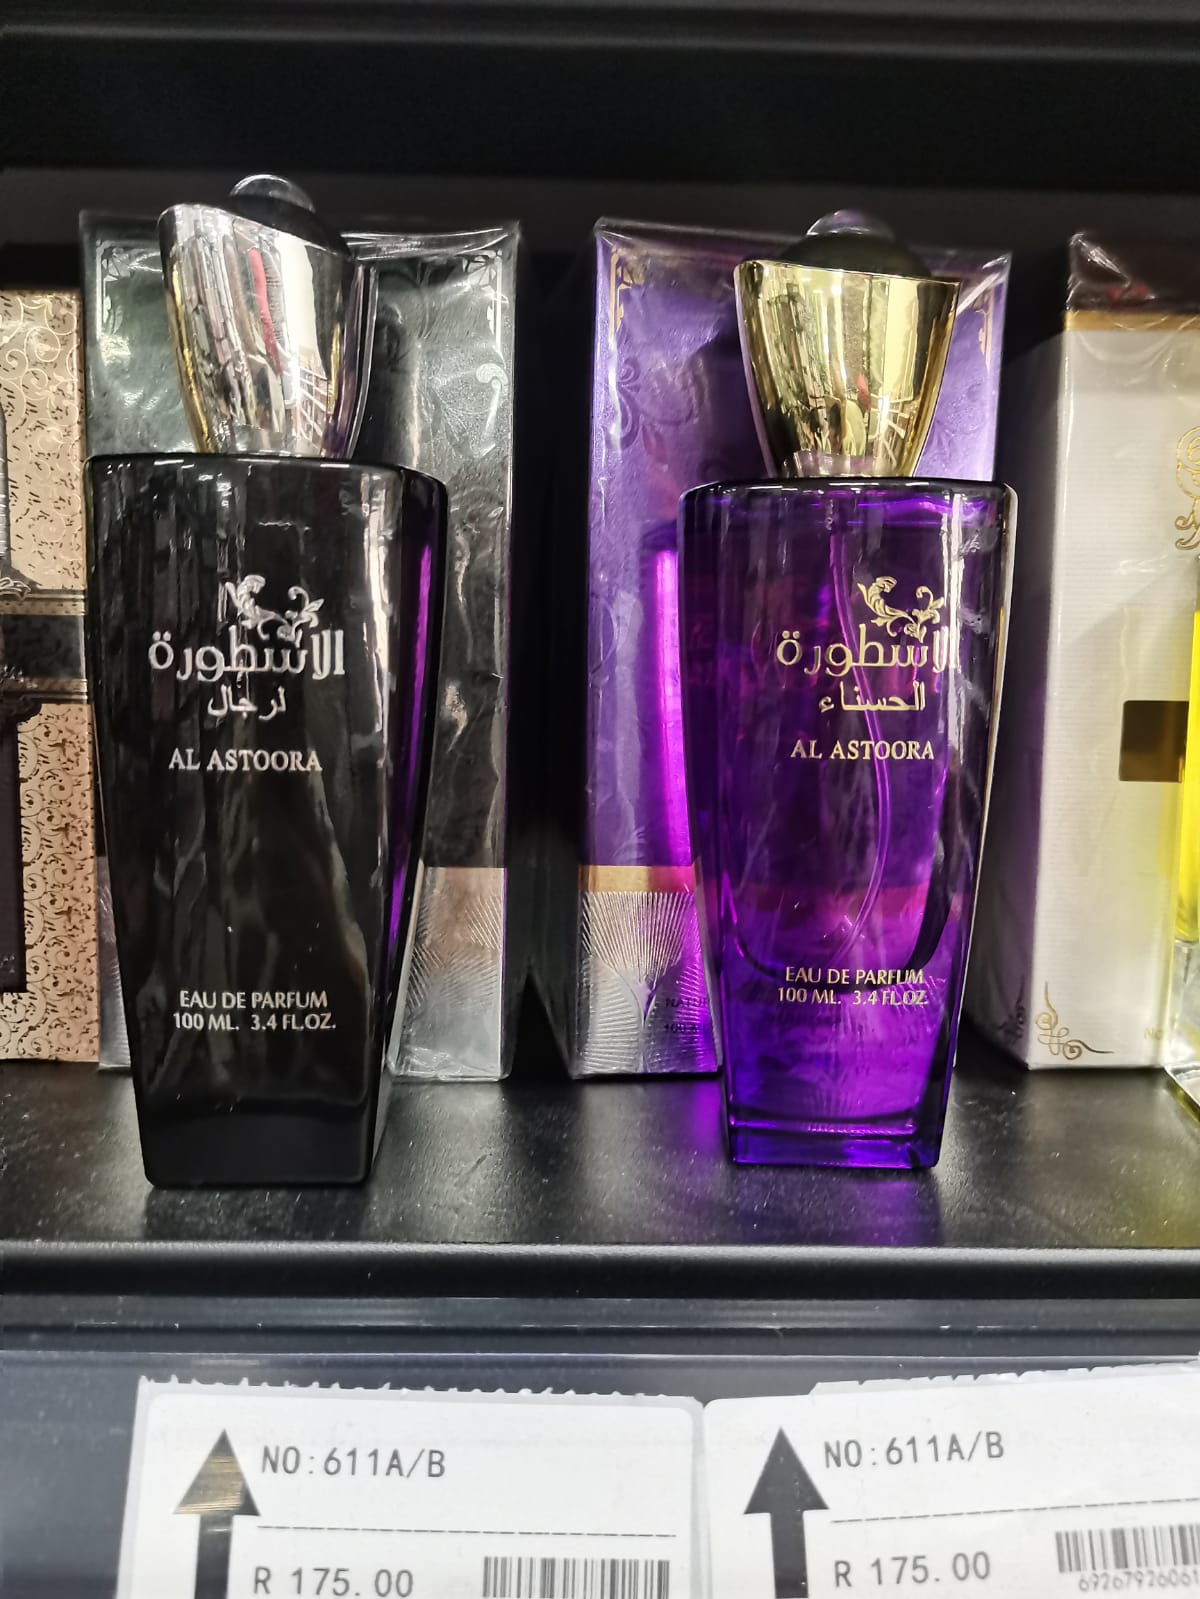 الاسطورة
لرجال
AL ASTOORA
EAU DE PARFUM
100 ML. 3.4 FL.OZ.
الاسطورة
الحسناء
AL ASTOORA
EAU DE PARFUM
100 ML. 3.4 FL.OZ.
NO:611A/B
R 175.00
NO:611A/B
R 175.00